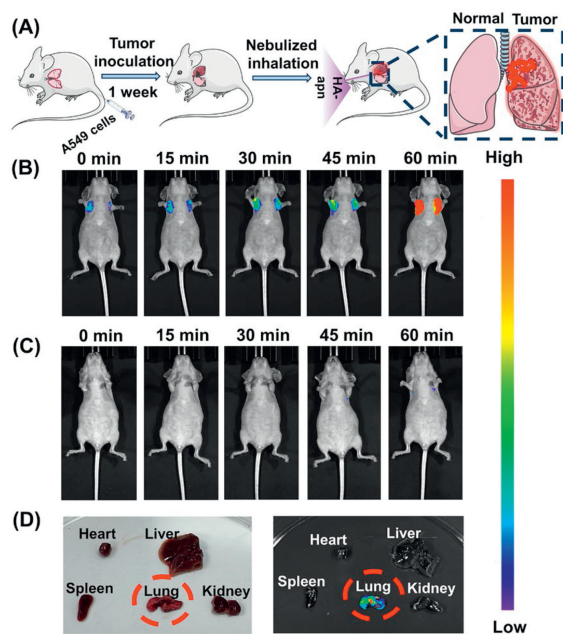 (A)
Tumor
inoculation
1 week
A549 cells
Nebulized
inhalation
HA-
apn
Normal Tumor
(B)
0 min 15 min 30 min 45 min 60 min
High
(C)
0 min 15 min 30 min 45 min 60 min
(D)
Heart Liver
Spleen Lung Kidney
Heart Liver
Spleen Lung Kidney
Low